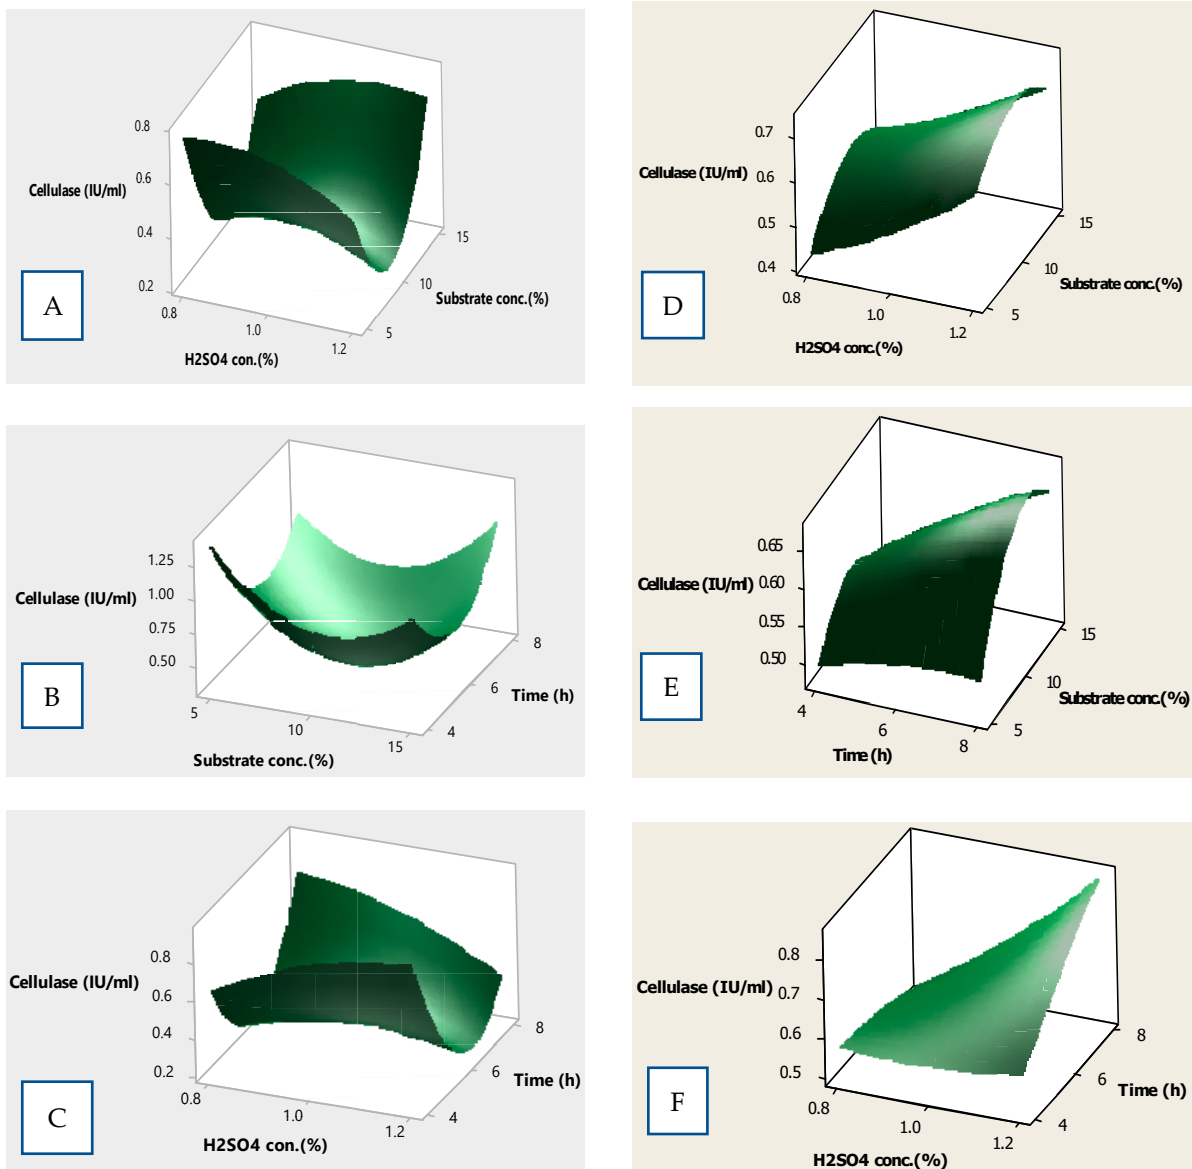 0.8
Cellulase (IU/ml) 0.6
0.4
0.2
0.8
1.0
1.2
5
10
15
Substrate conc.(%)
H2SO4 con.(%)
A
0.7
Cellulase (IU/ml)
0.6
0.5
0.4
0.8
1.0
1.2
5
10
15
Substrate conc.(%)
H2SO4 conc.(%)
D
1.25
Cellulase (IU/ml) 1.00
0.75
0.50
5
10
15
4
6
8
Time (h)
Substrate conc.(%)
B
0.65
Cellulase (IU/ml) 0.60
0.55
0.50
4
6
8
5
10
15
Substrate conc.(%)
Time (h)
E
0.8
Cellulase (IU/ml)
0.6
0.4
0.2
0.8
1.0
1.2
4
6
8
Time (h)
H2SO4 con.(%)
C
0.8
Cellulase (IU/ml)
0.7
0.6
0.5
0.8
1.0
1.2
4
6
8
Time (h)
H2SO4 conc.(%)
F